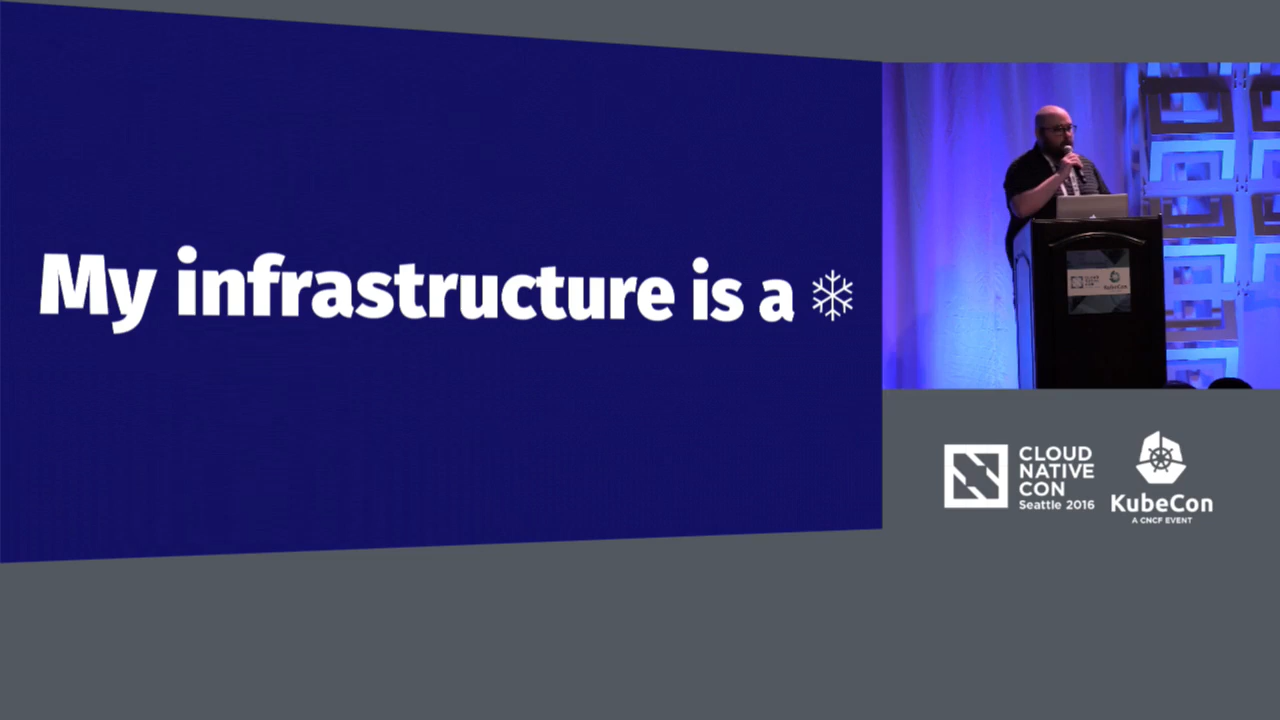 My infrastructure is a ❄
CLOUD
NATIVE
CON
Seattle 2016
KubeCon
A CNCF EVENT